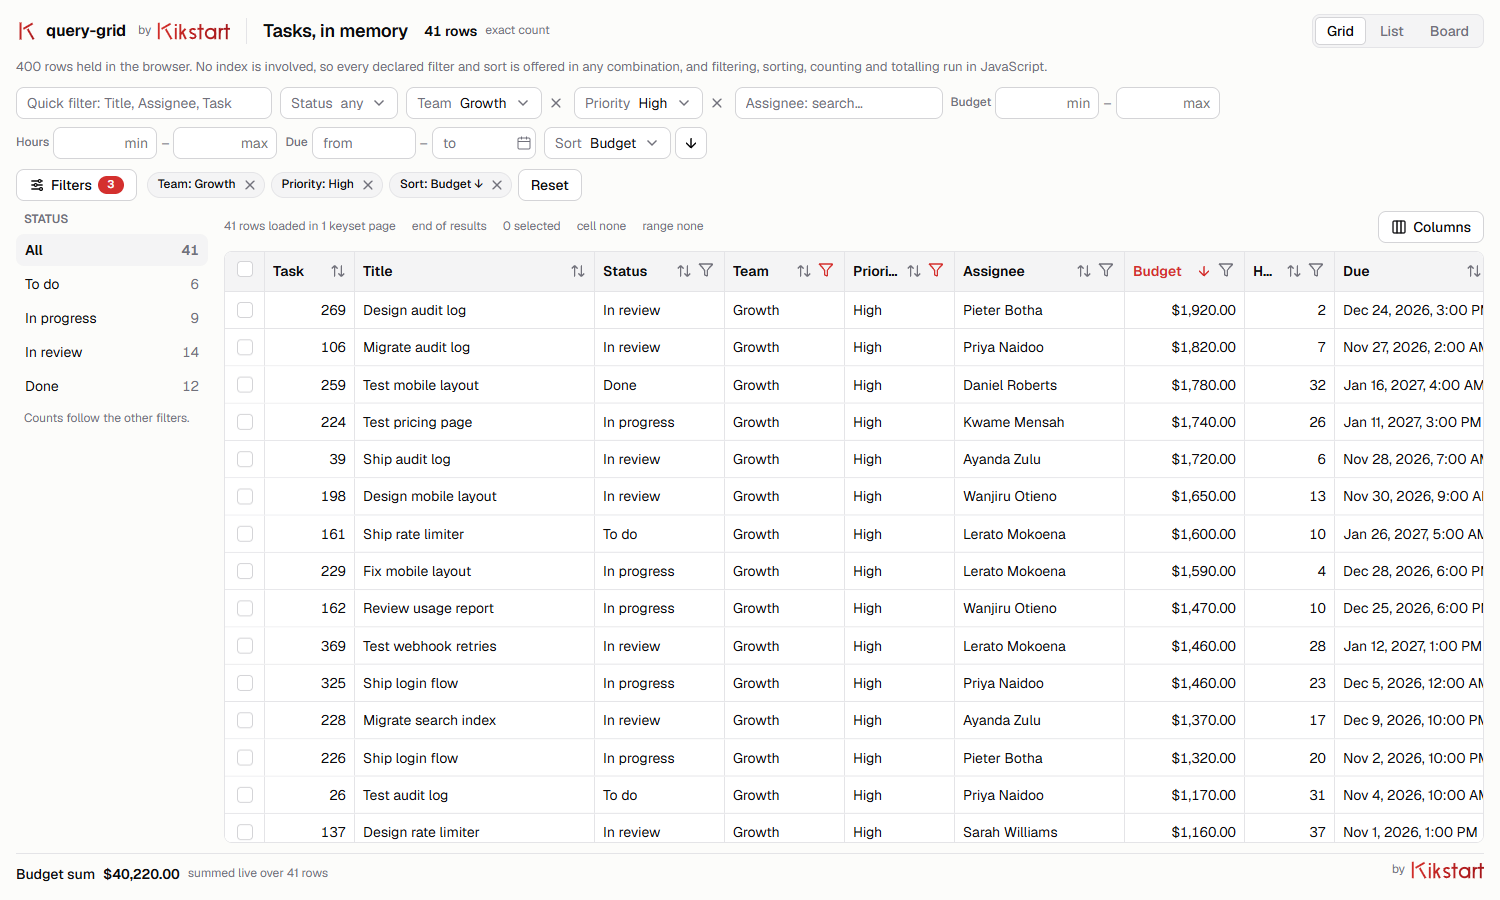 query-grid by Kikstart Tasks, in memory 41 rows exact count Grid List Board
400 rows held in the browser. No index is involved, so every declared filter and sort is offered in any combination, and filtering, sorting, counting and totalling run in JavaScript.
Quick filter: Title, Assignee, Task Status any Team Growth Priority High Assignee: search... Budget min – max
Hours min – max Due from – to Sort Budget
Filters 3 Team: Growth Priority: High Sort: Budget ↓ Reset
STATUS
All 41
To do 6
In progress 9
In review 14
Done 12
Counts follow the other filters.
41 rows loaded in 1 keyset page end of results 0 selected cell none range none Columns
Task Title Status Team Priori... Assignee Budget H... Due
269 Design audit log In review Growth High Pieter Botha $1,920.00 2 Dec 24, 2026, 3:00 PM
106 Migrate audit log In review Growth High Priya Naidoo $1,820.00 7 Nov 27, 2026, 2:00 AM
259 Test mobile layout Done Growth High Daniel Roberts $1,780.00 32 Jan 16, 2027, 4:00 AM
224 Test pricing page In progress Growth High Kwame Mensah $1,740.00 26 Jan 11, 2027, 3:00 PM
39 Ship audit log In review Growth High Ayanda Zulu $1,720.00 6 Nov 28, 2026, 7:00 AM
198 Design mobile layout In review Growth High Wanjiru Otieno $1,650.00 13 Nov 30, 2026, 9:00 AM
161 Ship rate limiter To do Growth High Lerato Mokoena $1,600.00 10 Jan 26, 2027, 5:00 AM
229 Fix mobile layout In progress Growth High Lerato Mokoena $1,590.00 4 Dec 28, 2026, 6:00 PM
162 Review usage report In progress Growth High Wanjiru Otieno $1,470.00 10 Dec 25, 2026, 6:00 PM
369 Test webhook retries In review Growth High Lerato Mokoena $1,460.00 28 Jan 12, 2027, 1:00 PM
325 Ship login flow In progress Growth High Priya Naidoo $1,460.00 23 Dec 5, 2026, 12:00 AM
228 Migrate search index In review Growth High Ayanda Zulu $1,370.00 17 Dec 9, 2026, 10:00 PM
226 Ship login flow In progress Growth High Pieter Botha $1,320.00 20 Nov 2, 2026, 10:00 PM
26 Test audit log To do Growth High Priya Naidoo $1,170.00 31 Nov 4, 2026, 10:00 AM
137 Design rate limiter In review Growth High Sarah Williams $1,160.00 37 Nov 1, 2026, 1:00 PM
Budget sum $40,220.00 summed live over 41 rows by Kikstart